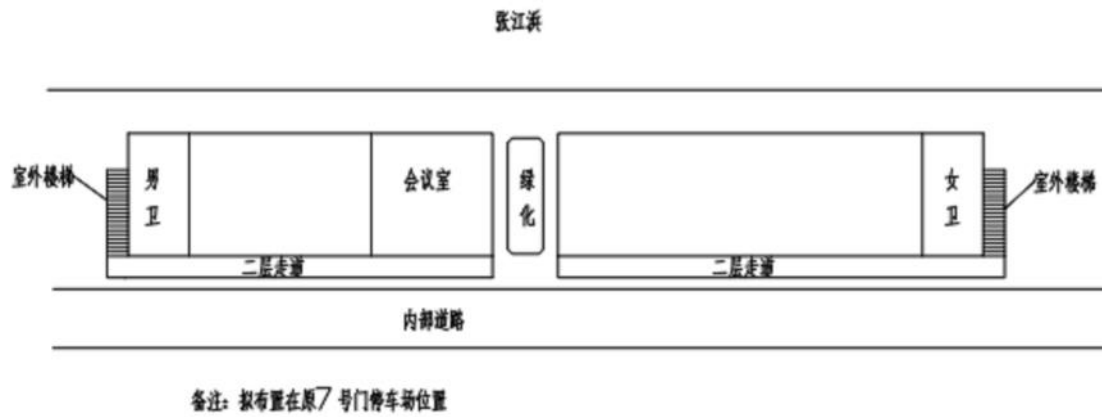 张江浜
室外楼梯
男卫
会议室
绿化
女卫
室外楼梯
二层走道
二层走道
内部道路
备注：拟布置在原7号门停车场位置